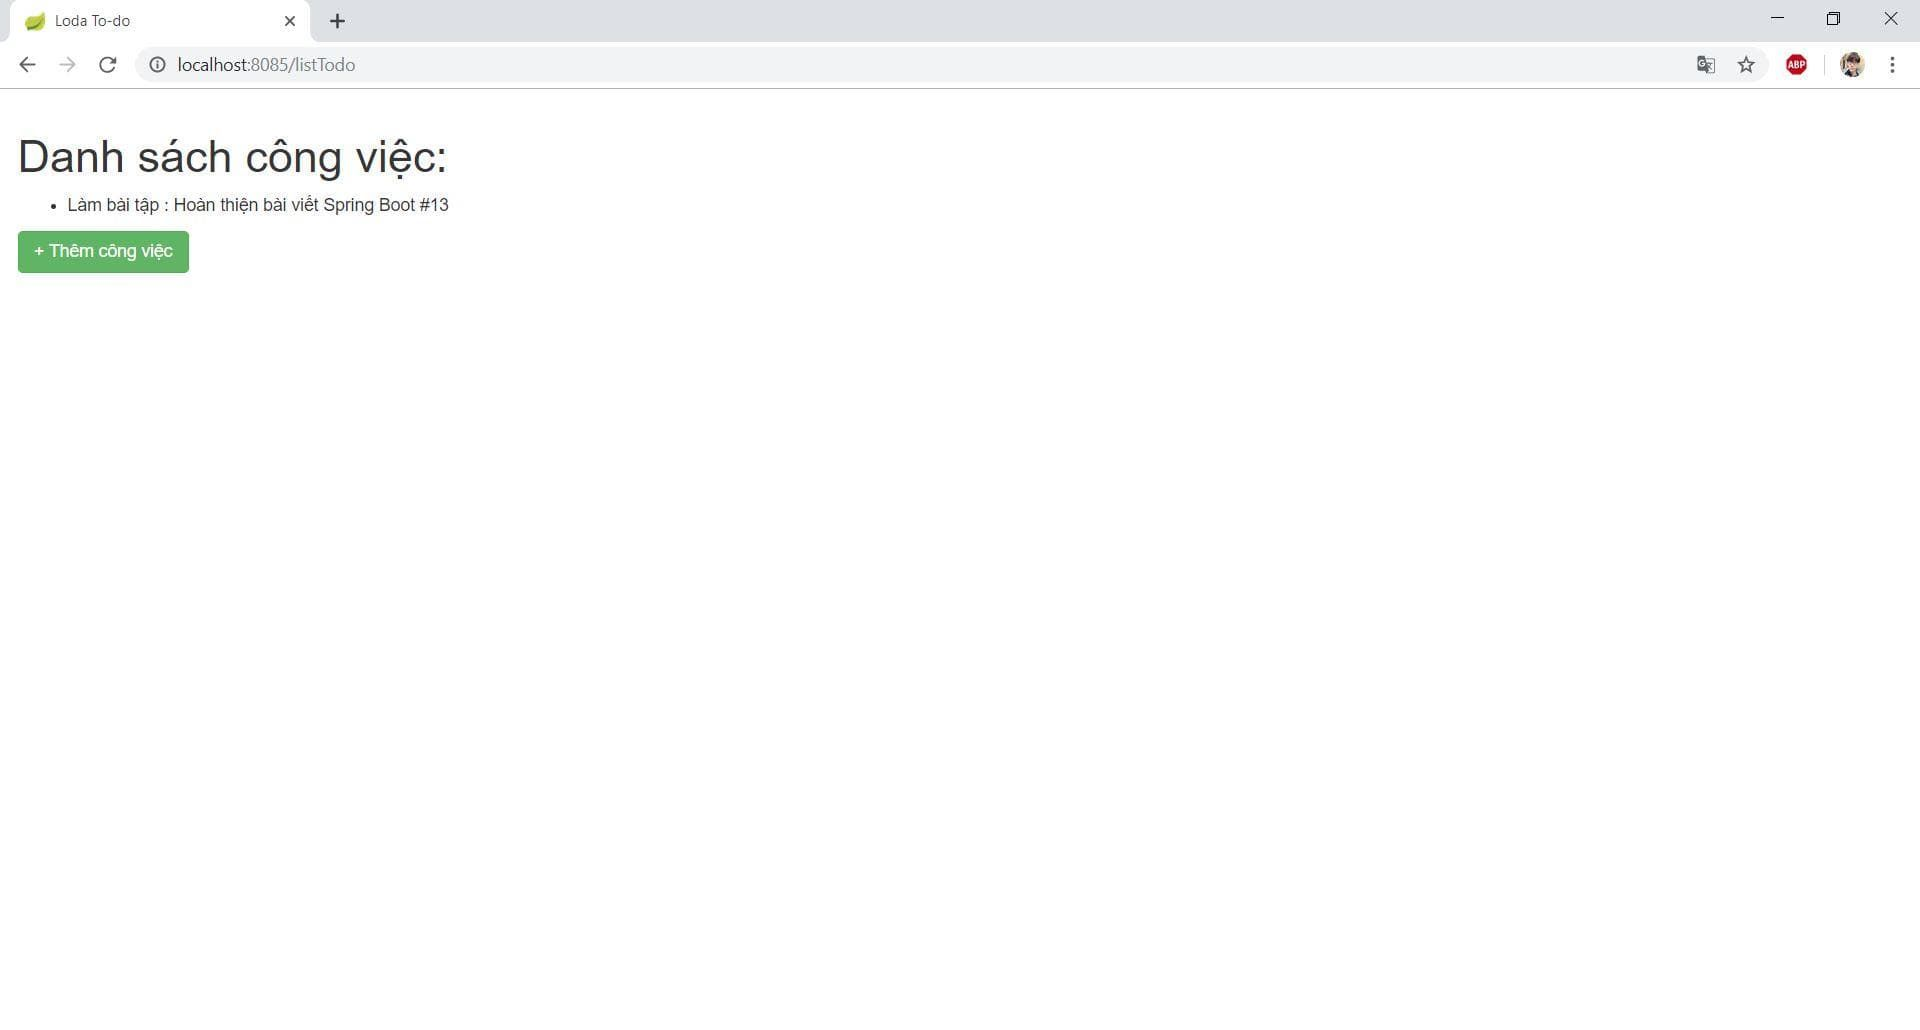 Loda To-do
localhost:8085/listTodo
ABP
Danh sách công việc:
Làm bài tập : Hoàn thiện bài viết Spring Boot #13
+ Thêm công việc